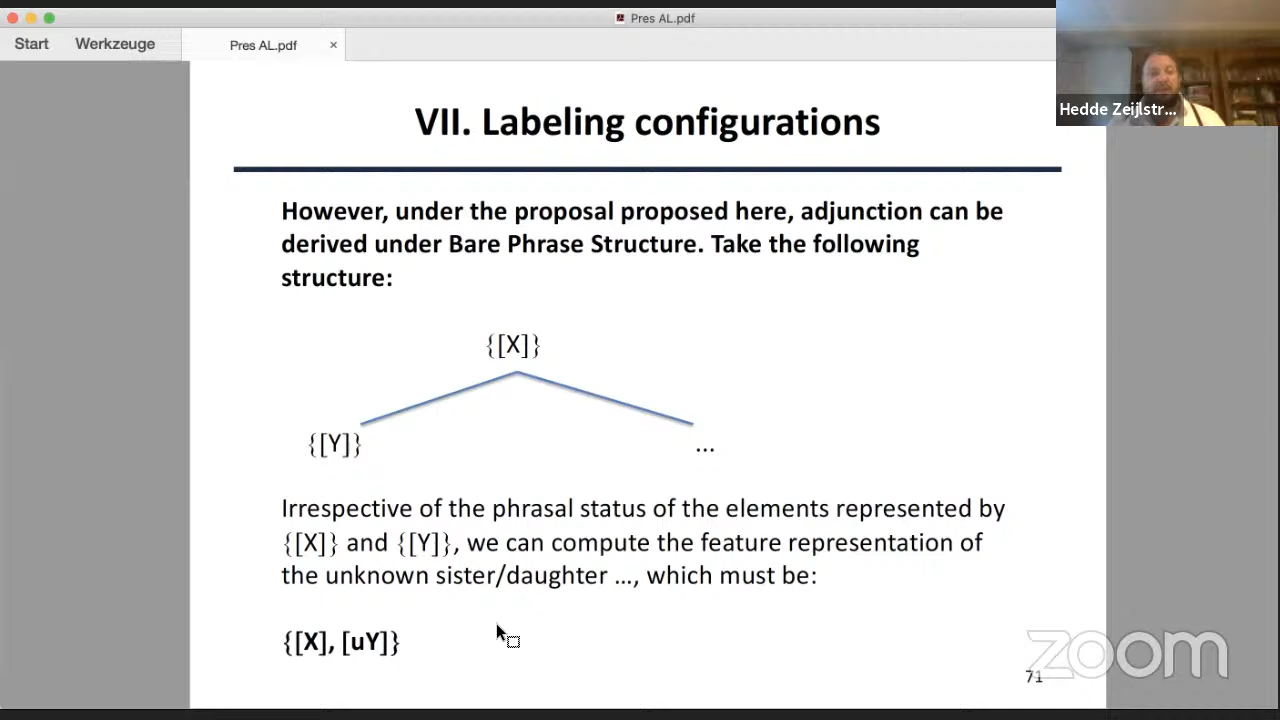 Pres AL.pdf
Start Werkzeuge Pres AL.pdf ×
Hedde Zeijlstr...
VII. Labeling configurations
However, under the proposal proposed here, adjunction can be
derived under Bare Phrase Structure. Take the following
structure:
{[X]}
{[Y]} ...
Irrespective of the phrasal status of the elements represented by
{[X]} and {[Y]}, we can compute the feature representation of
the unknown sister/daughter ..., which must be:
{[X], [uY]}
zoom
71